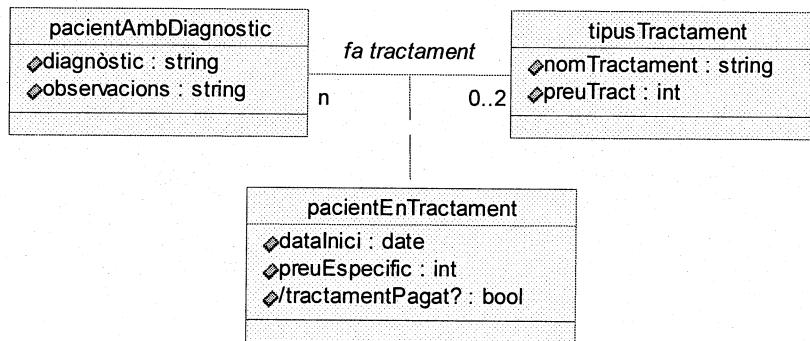 pacientAmbDiagnostic
diagnòstic : string
observacions : string
fa tractament
n
0..2
tipusTractament
nomTractament : string
preuTract : int
pacientEnTractament
dataInici : date
preuEspecific : int
/tractamentPagat? : bool